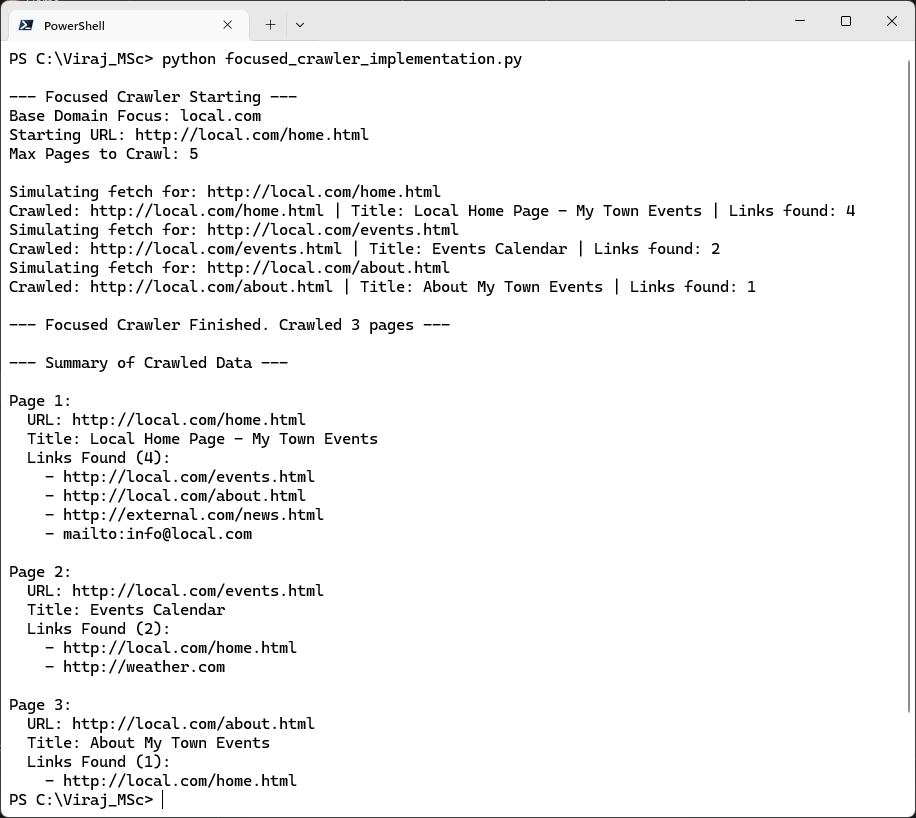 PowerShell
PS C:\Viraj_MSc> python focused_crawler_implementation.py
--- Focused Crawler Starting ---
Base Domain Focus: local.com
Starting URL: http://local.com/home.html
Max Pages to Crawl: 5
Simulating fetch for: http://local.com/home.html
Crawled: http://local.com/home.html | Title: Local Home Page - My Town Events | Links found: 4
Simulating fetch for: http://local.com/events.html
Crawled: http://local.com/events.html | Title: Events Calendar | Links found: 2
Simulating fetch for: http://local.com/about.html
Crawled: http://local.com/about.html | Title: About My Town Events | Links found: 1
--- Focused Crawler Finished. Crawled 3 pages ---
--- Summary of Crawled Data ---
Page 1:
  URL: http://local.com/home.html
  Title: Local Home Page - My Town Events
  Links Found (4):
    - http://local.com/events.html
    - http://local.com/about.html
    - http://external.com/news.html
    - mailto:info@local.com
Page 2:
  URL: http://local.com/events.html
  Title: Events Calendar
  Links Found (2):
    - http://local.com/home.html
    - http://weather.com
Page 3:
  URL: http://local.com/about.html
  Title: About My Town Events
  Links Found (1):
    - http://local.com/home.html
PS C:\Viraj_MSc>